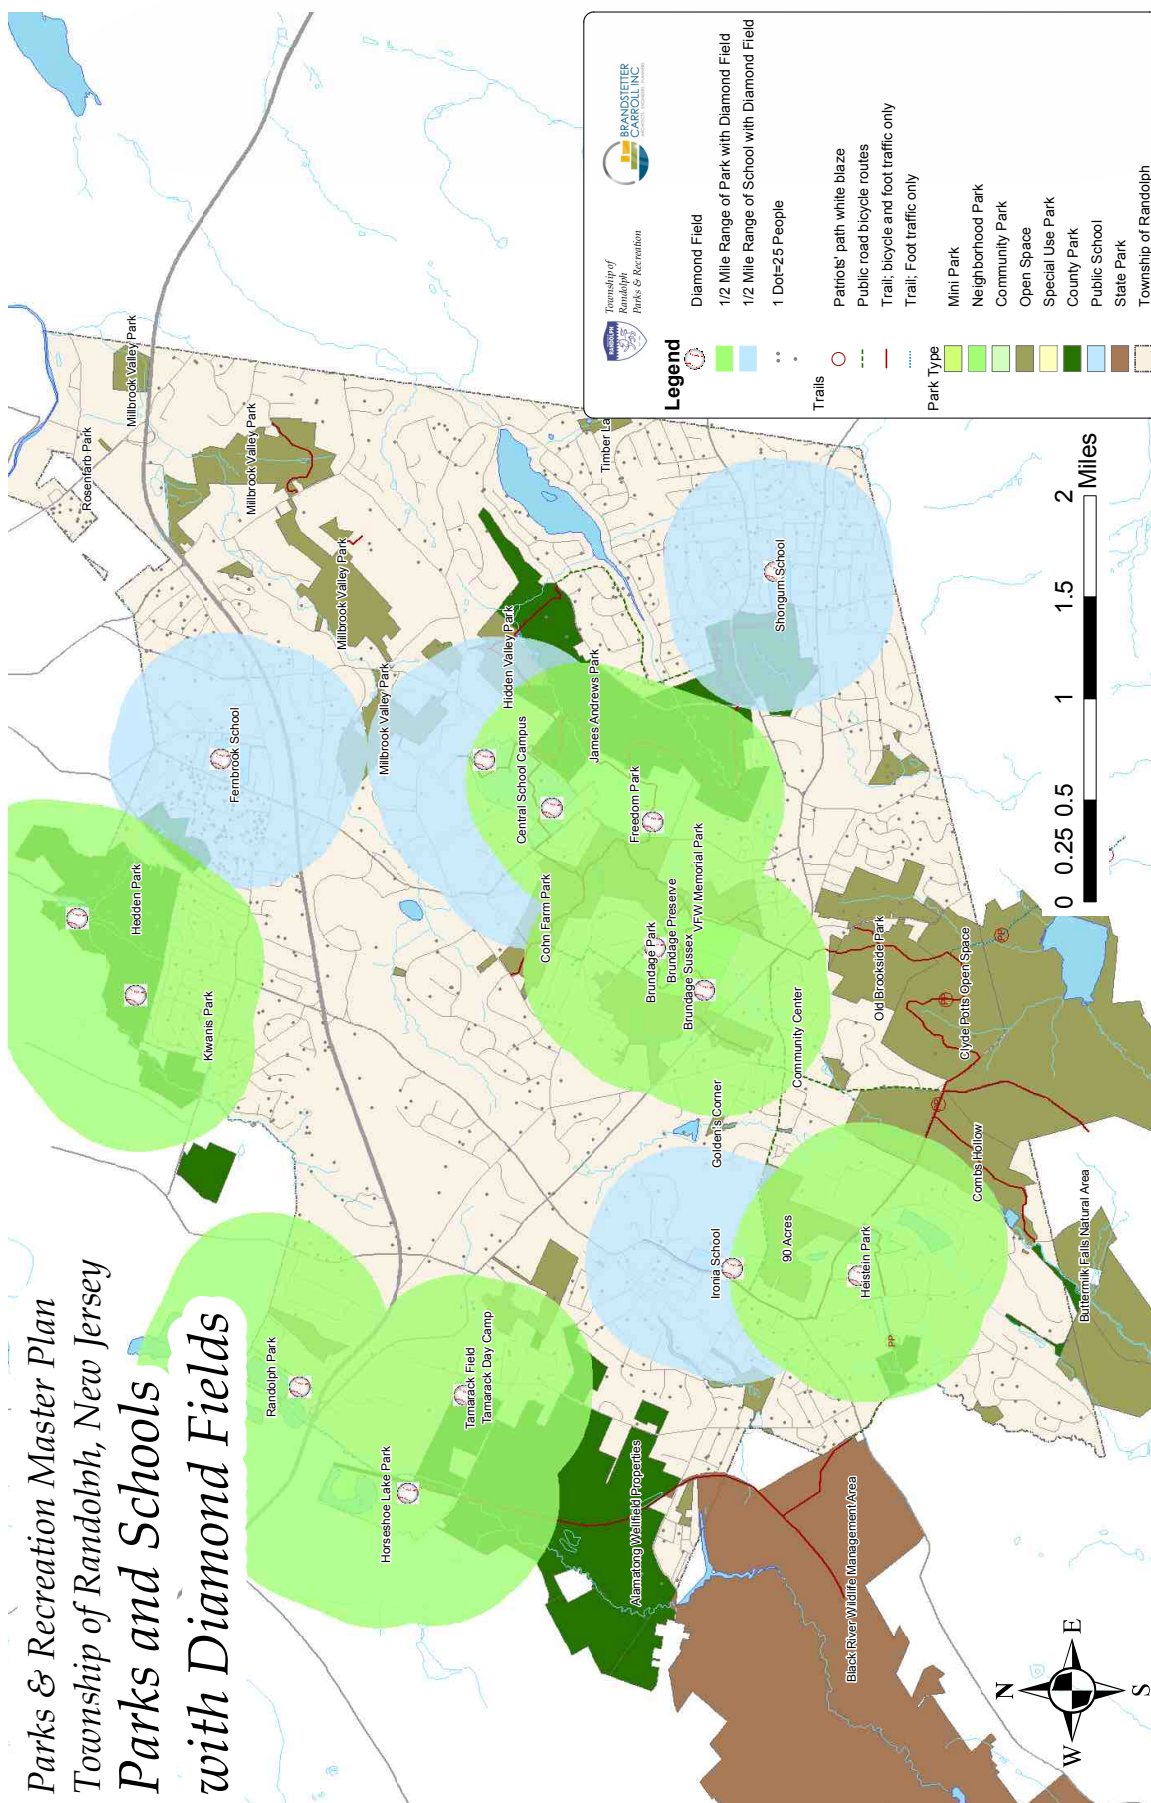 Parks & Recreation Master Plan
Township of Randolph, New Jersey
Parks and Schools
with Diamond Fields
Rosenfarb Park
Millbrook Valley Park
Millbrook Valley Park
Millbrook Valley Park
Millbrook Valley Park
Hedden Park
Kiwanis Park
Fernbrook School
Randolph Park
Horseshoe Lake Park
Tamarack Field
Tamarack Day Camp
Hidden Valley Park
Central School Campus
James Andrews Park
Timber La
Cohn Farm Park
Freedom Park
Brundage Park
Brundage Preserve
Brundage Sussex
VFW Memorial Park
Shongum School
Golden's Corner
Community Center
Ironia School
90 Acres
Heistein Park
PP
Old Brookside Park
Clyde Potts Open Space
PP
PP
PP
Combs Hollow
Buttermilk Falls Natural Area
Alamatong Wellfield Properties
Black River Wildlife Management Area
N
W
E
S
0 0.25 0.5 1 1.5 2
Miles
RANDOLPH
Township of
Randolph
Parks & Recreation
BRANDSTETTER
CARROLL INC
Legend
Diamond Field
1/2 Mile Range of Park with Diamond Field
1/2 Mile Range of School with Diamond Field
1 Dot=25 People
Trails
Patriots' path white blaze
Public road bicycle routes
Trail; bicycle and foot traffic only
Trail; Foot traffic only
Park Type
Mini Park
Neighborhood Park
Community Park
Open Space
Special Use Park
County Park
Public School
State Park
Township of Randolph